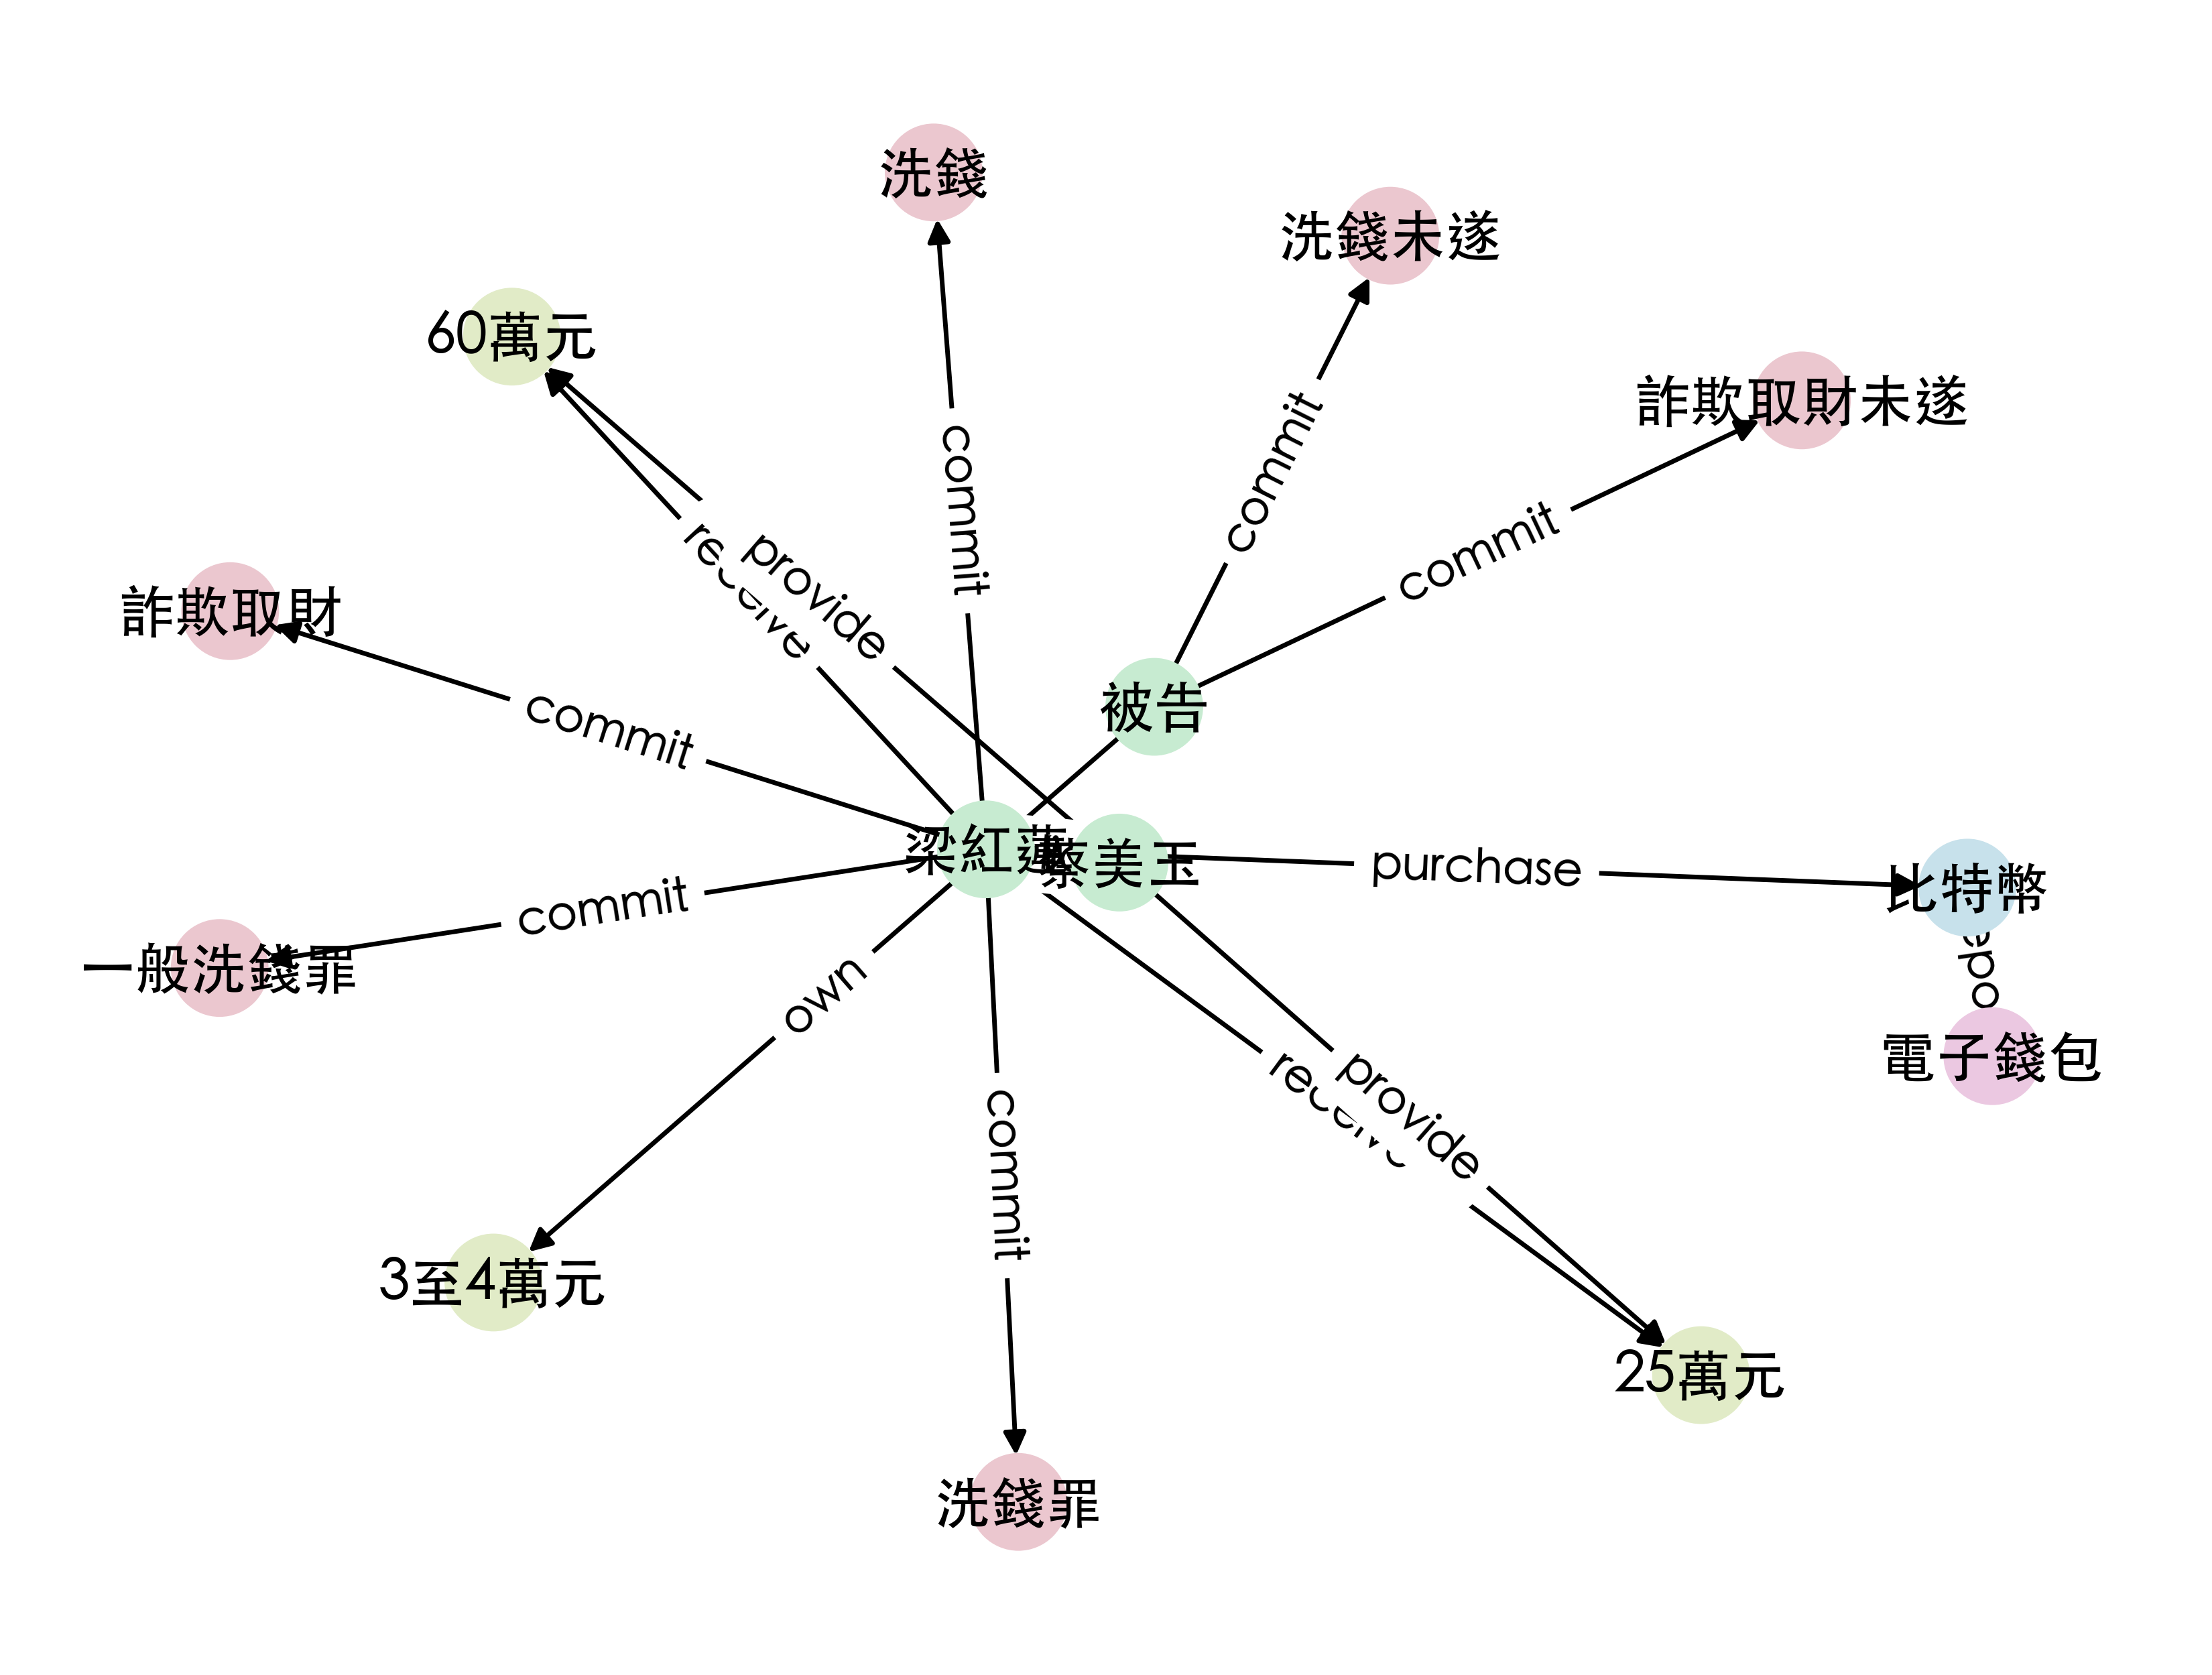 洗錢
洗錢未遂
60萬元
詐欺取財未遂
commit
commit
commit
receive
provide
詐欺取財
commit
被告
梁紅
美玉
purchase
比特幣
commit
一般洗錢罪
own
電子錢包
provide
receive
commit
3至4萬元
25萬元
洗錢罪